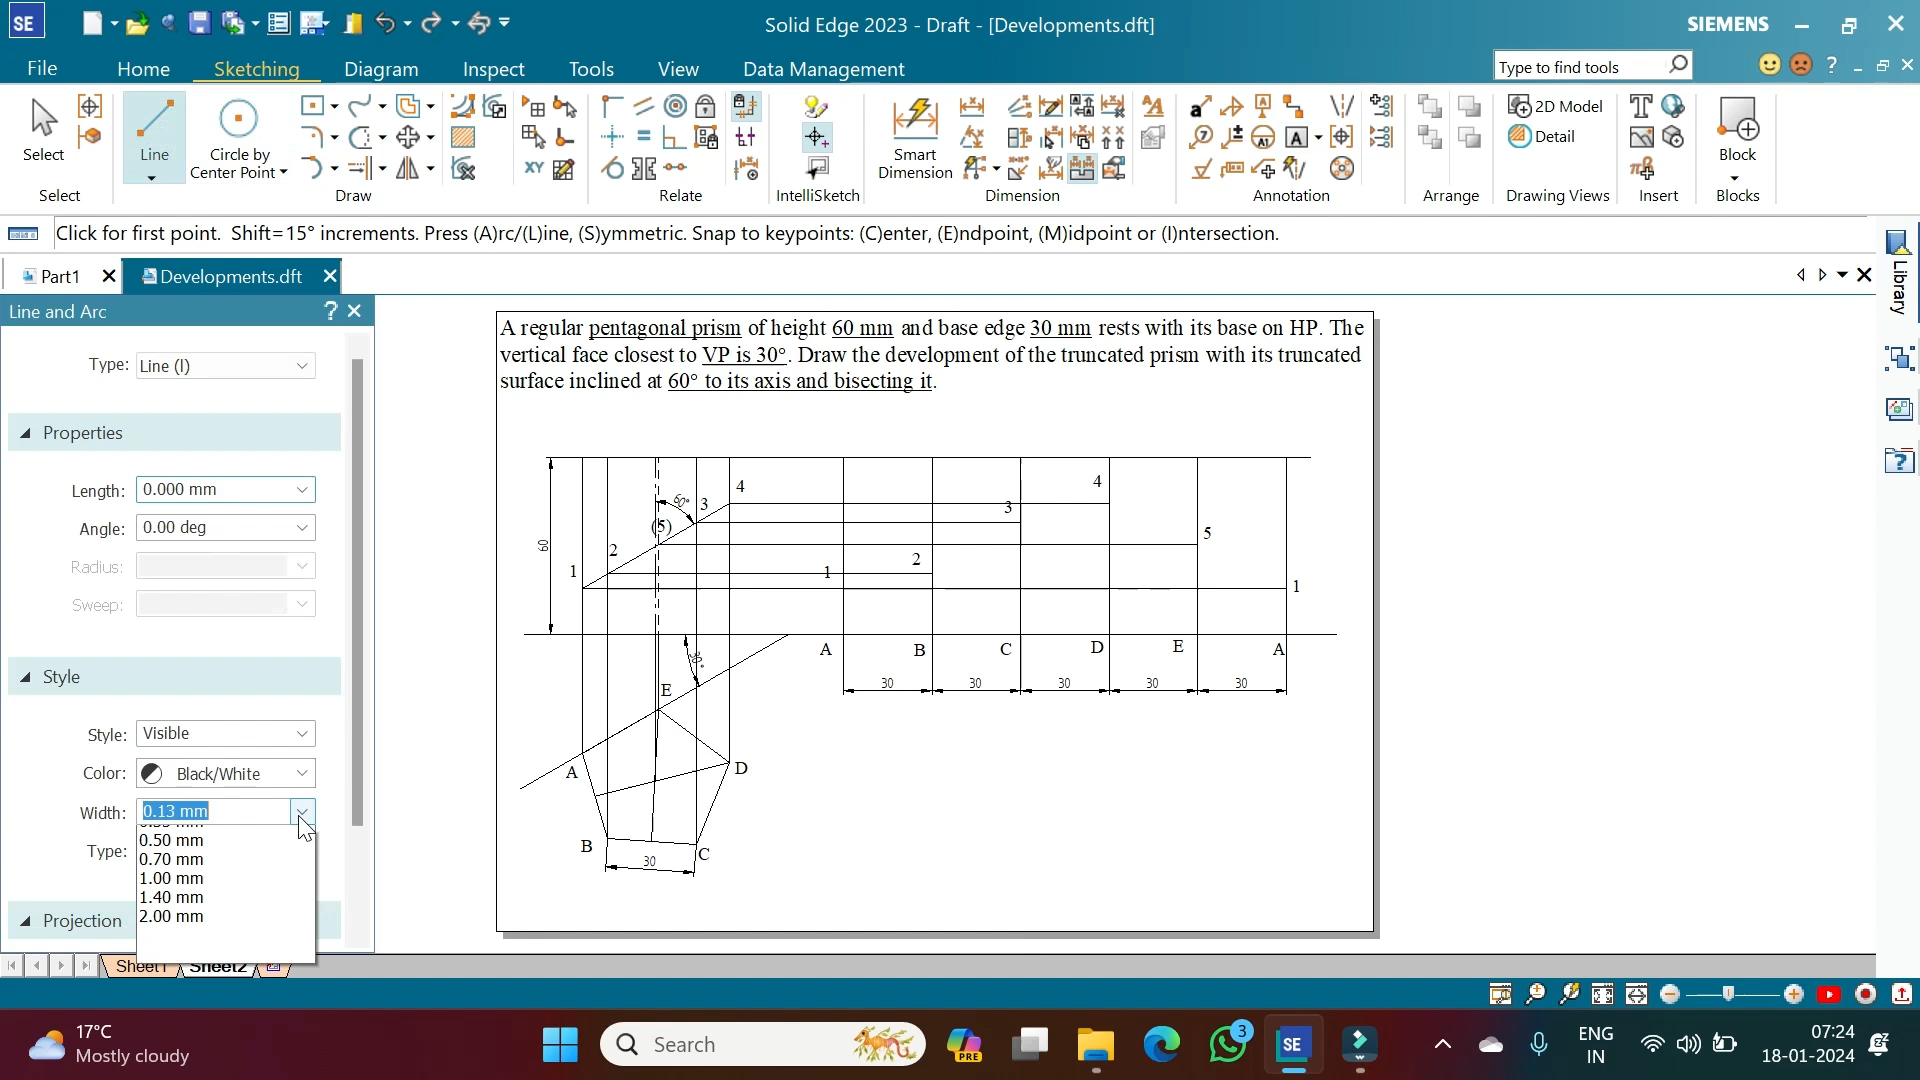 SE
Solid Edge 2023 - Draft - [Developments.dft]
SIEMENS
File
Home
Sketching
Diagram
Inspect
Tools
View
Data Management
Type to find tools
Select
Line
Circle by
Center Point
XY
Smart
Dimension
2D Model
Detail
Block
Select
Draw
Relate
IntelliSketch
Dimension
Annotation
Arrange
Drawing Views
Insert
Blocks
Click for first point. Shift=15° increments. Press (A)rc/(L)ine, (S)ymmetric. Snap to keypoints: (C)enter, (E)ndpoint, (M)idpoint or (I)ntersection.
Part1
Developments.dft
Library
Line and Arc
Type: Line (l)
Properties
Length: 0.000 mm
Angle: 0.00 deg
Radius:
Sweep:
Style
Style: Visible
Color: Black/White
Width: 0.13 mm
0.50 mm
Type:
0.70 mm
1.00 mm
1.40 mm
2.00 mm
Projection
Sheet1
Sheet2
A regular pentagonal prism of height 60 mm and base edge 30 mm rests with its base on HP. The
vertical face closest to VP is 30°. Draw the development of the truncated prism with its truncated
surface inclined at 60° to its axis and bisecting it.
4
4
60°
3
3
(5)
5
60
2
2
1
1
1
A
B
C
D
E
A
30°
30
30
30
30
30
E
A
D
B
C
30
17°C
Mostly cloudy
Search
PRE
3
SE
ENG
IN
07:24
18-01-2024